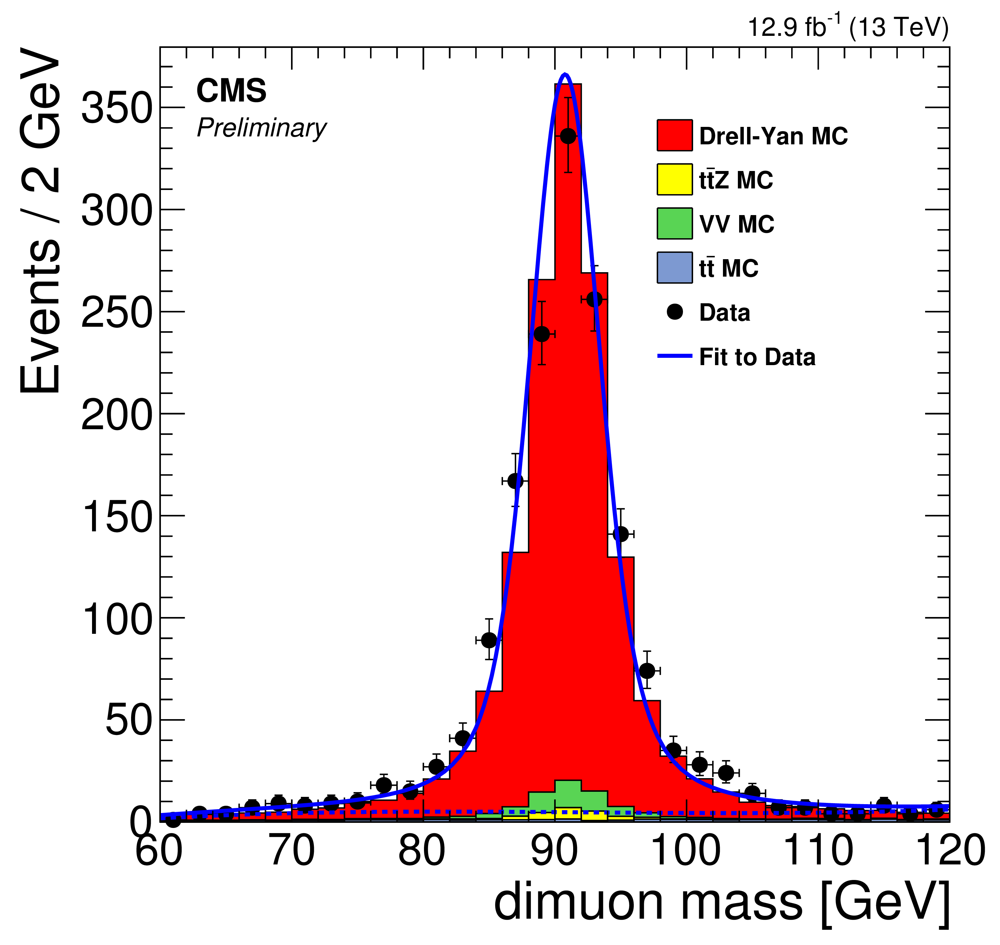 12.9 fb⁻¹ (13 TeV)
CMS
Preliminary
Events / 2 GeV
350
300
250
200
150
100
50
0
Drell-Yan MC
tt̄Z MC
VV MC
tt̄ MC
Data
Fit to Data
60 70 80 90 100 110 120
dimuon mass [GeV]